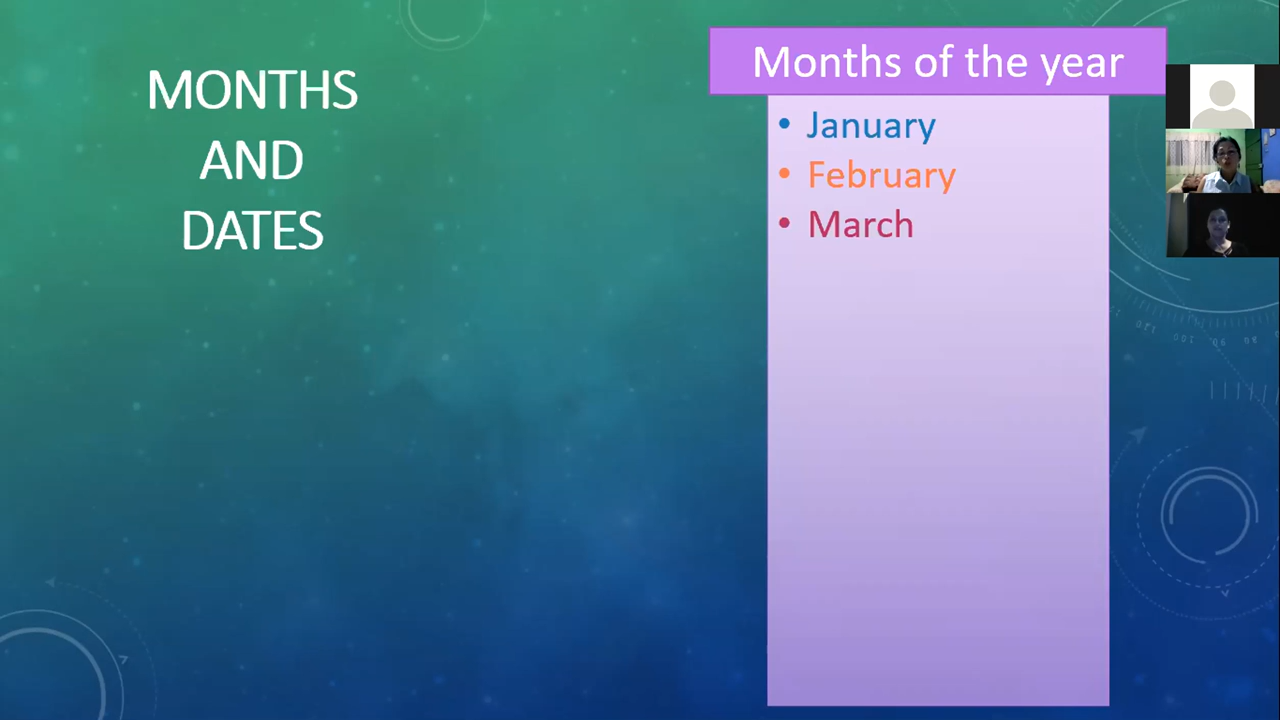 MONTHS
AND
DATES
Months of the year
• January
• February
• March